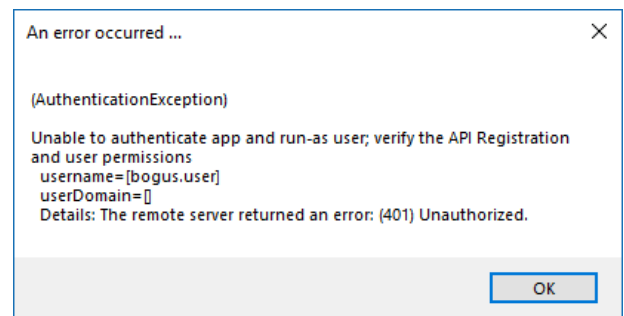 An error occurred ...
(AuthenticationException)
Unable to authenticate app and run-as user; verify the API Registration
and user permissions
username=[bogus.user]
userDomain=[]
Details: The remote server returned an error: (401) Unauthorized.
OK